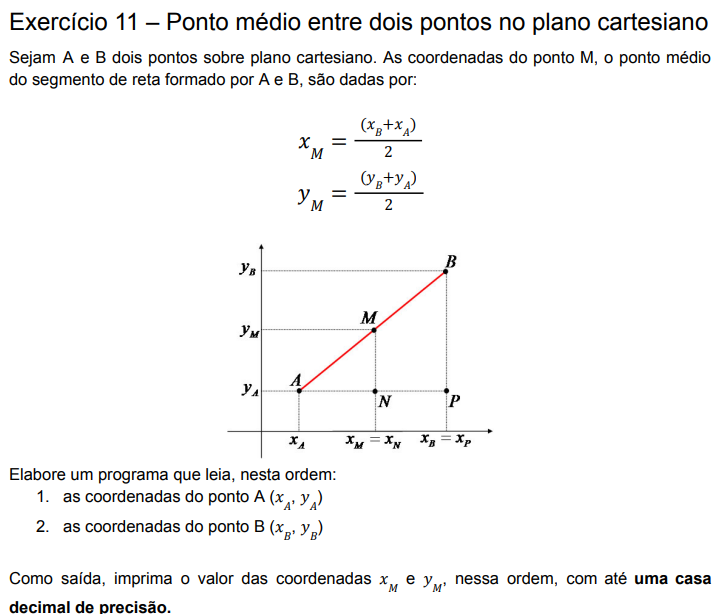 Exercício 11 – Ponto médio entre dois pontos no plano cartesiano
Sejam A e B dois pontos sobre plano cartesiano. As coordenadas do ponto M, o ponto médio
do segmento de reta formado por A e B, são dadas por:
x_M = (x_B+x_A) / 2
y_M = (y_B+y_A) / 2
y_B B
y_M M
y_A A N P
x_A x_M = x_N x_B = x_P
Elabore um programa que leia, nesta ordem:
1. as coordenadas do ponto A (x_A, y_A)
2. as coordenadas do ponto B (x_B, y_B)
Como saída, imprima o valor das coordenadas x_M e y_M, nessa ordem, com até uma casa
decimal de precisão.